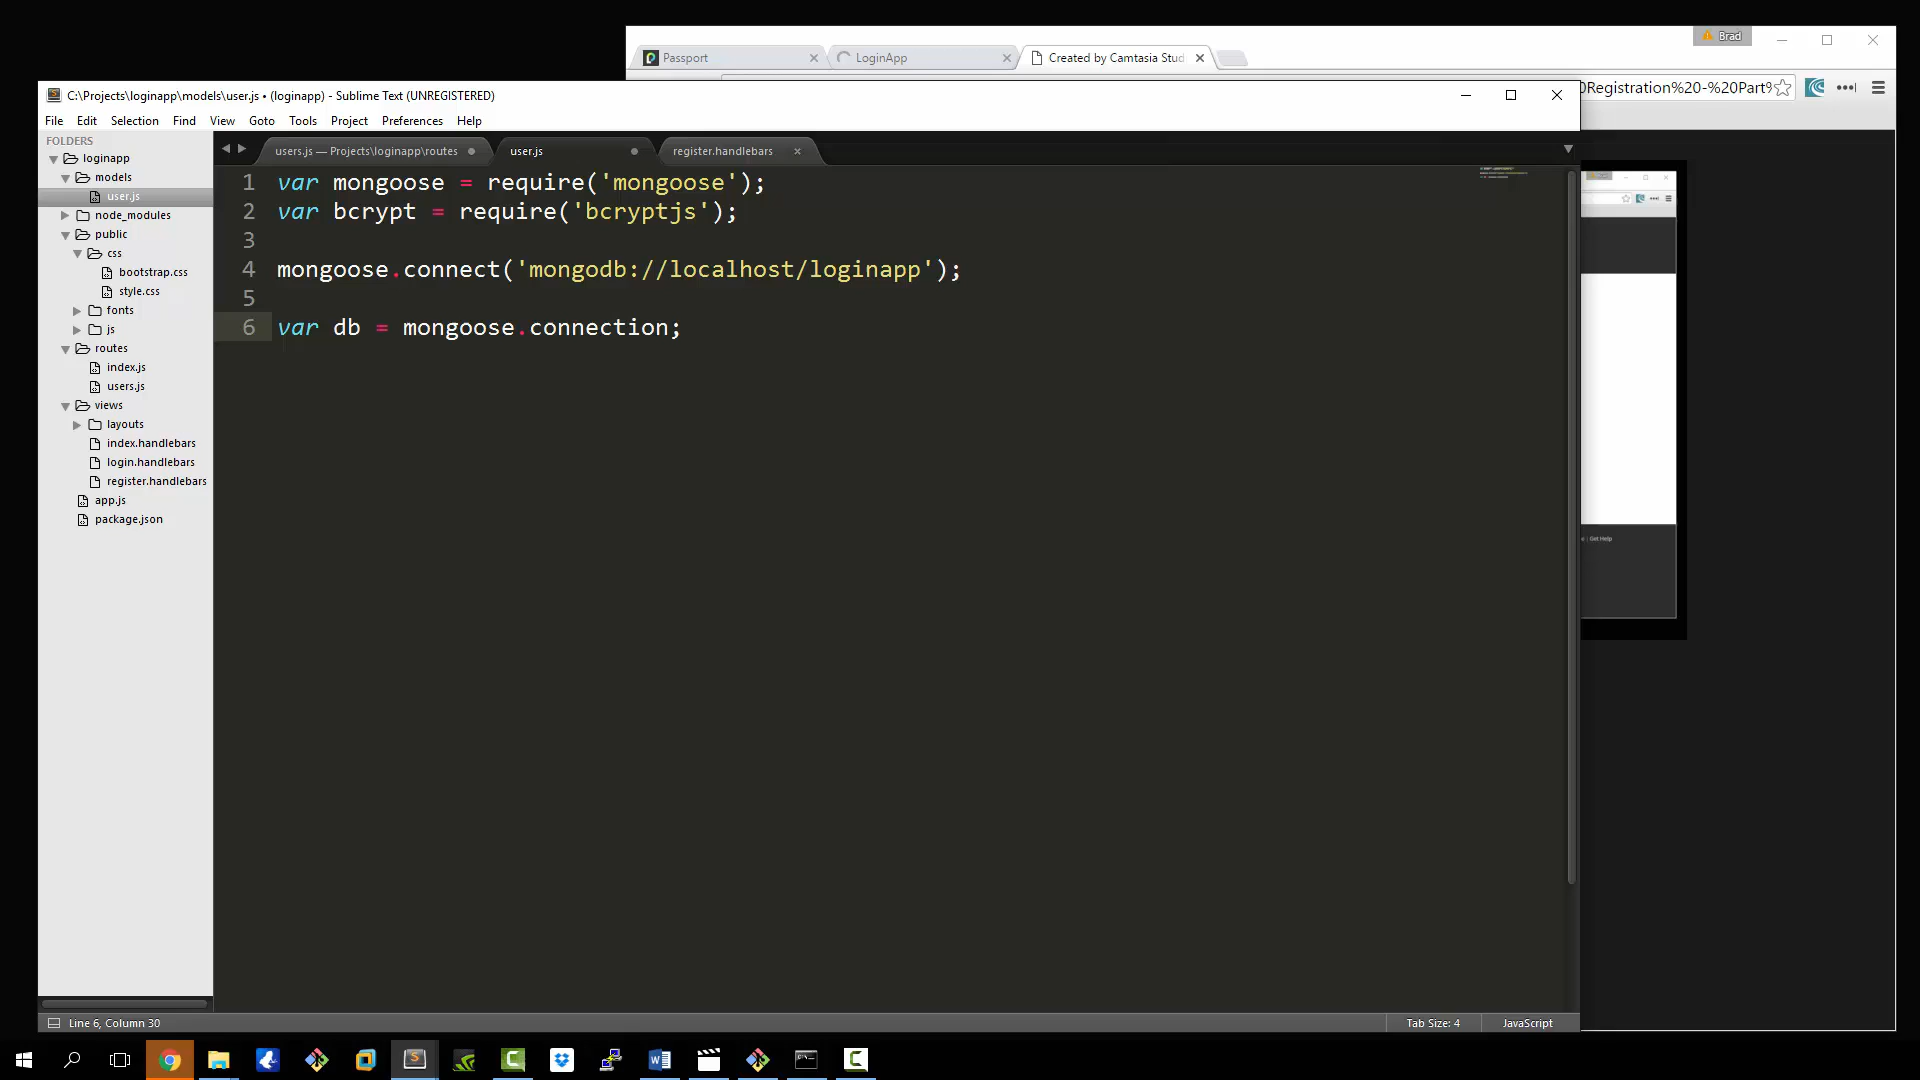 Brad
Passport
LoginApp
Created by Camtasia Stud
Registration%20-%20Part%
C:\Projects\loginapp\models\user.js • (loginapp) - Sublime Text (UNREGISTERED)
File Edit Selection Find View Goto Tools Project Preferences Help
FOLDERS
loginapp
models
user.js
node_modules
public
css
bootstrap.css
style.css
fonts
js
routes
index.js
users.js
views
layouts
index.handlebars
login.handlebars
register.handlebars
app.js
package.json
users.js — Projects\loginapp\routes
user.js
register.handlebars
1 var mongoose = require('mongoose');
2 var bcrypt = require('bcryptjs');
3
4 mongoose.connect('mongodb://localhost/loginapp');
5
6 var db = mongoose.connection;
Get Help
Line 6, Column 30
Tab Size: 4
JavaScript